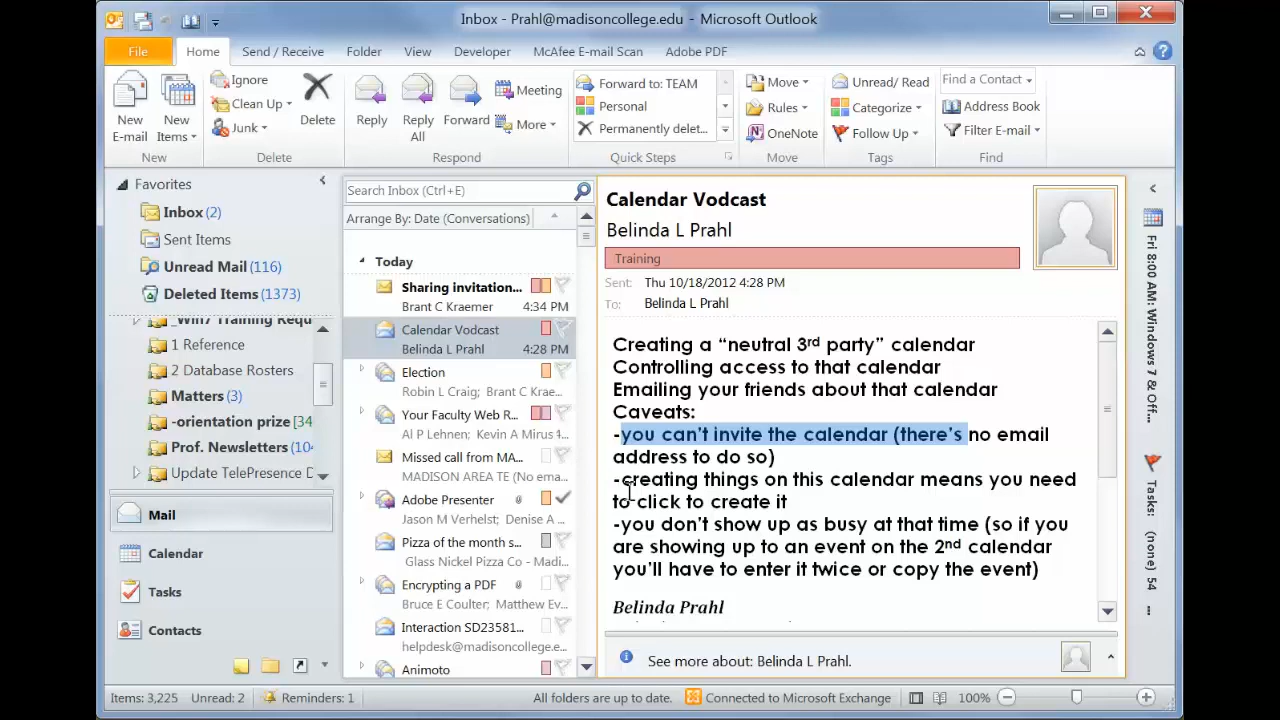 Inbox - Prahl@madisoncollege.edu - Microsoft Outlook
File Home Send / Receive Folder View Developer McAfee E-mail Scan Adobe PDF
New E-mail
New Items
New
Ignore
Clean Up
Junk
Delete
Delete
Reply
Reply All
Forward
Meeting
More
Respond
Forward to: TEAM
Personal
Permanently delet...
Quick Steps
Move
Rules
OneNote
Move
Unread/ Read
Categorize
Follow Up
Tags
Find a Contact
Address Book
Filter E-mail
Find
Favorites
Inbox (2)
Sent Items
Unread Mail (116)
Deleted Items (1373)
_Win7 Training Requ
1 Reference
2 Database Rosters
Matters (3)
-orientation prize [34
Prof. Newsletters (104
Update TelePresence D
Mail
Calendar
Tasks
Contacts
Search Inbox (Ctrl+E)
Arrange By: Date (Conversations)
Today
Sharing invitation...
Brant C Kraemer 4:34 PM
Calendar Vodcast
Belinda L Prahl 4:28 PM
Election
Robin L Craig; Brant C Krae...
Your Faculty Web R...
Al P Lehnen; Kevin A Mirus
Missed call from MA...
MADISON AREA TE (No ema...
Adobe Presenter
Jason M Verhelst; Denise A ...
Pizza of the month s...
Glass Nickel Pizza Co - Madi...
Encrypting a PDF
Bruce E Coulter; Matthew Ev...
Interaction SD23581...
helpdesk@madisoncollege.e...
Animoto
Calendar Vodcast
Belinda L Prahl
Training
Sent: Thu 10/18/2012 4:28 PM
To: Belinda L Prahl
Creating a “neutral 3rd party” calendar
Controlling access to that calendar
Emailing your friends about that calendar
Caveats:
-you can’t invite the calendar (there’s no email
address to do so)
-creating things on this calendar means you need
to click to create it
-you don’t show up as busy at that time (so if you
are showing up to an event on the 2nd calendar
you’ll have to enter it twice or copy the event)
Belinda Prahl
See more about: Belinda L Prahl.
Fri 8:00 AM: Windows 7 & Off...
Tasks: (none) 54 ...
Items: 3,225 Unread: 2 Reminders: 1 All folders are up to date. Connected to Microsoft Exchange 100%